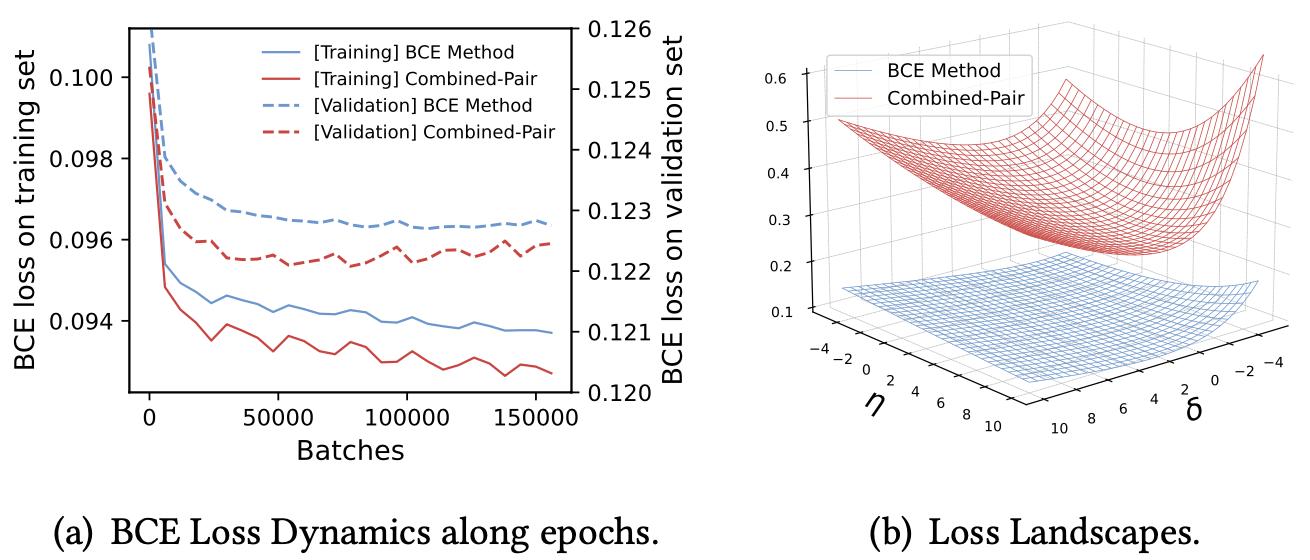 [Training] BCE Method
[Training] Combined-Pair
[Validation] BCE Method
[Validation] Combined-Pair
BCE loss on training set
0.100
0.098
0.096
0.094
0.126
0.125
0.124
0.123
0.122
0.121
0.120
BCE loss on validation set
0
50000
100000
150000
Batches
(a) BCE Loss Dynamics along epochs.
BCE Method
Combined-Pair
0.6
0.5
0.4
0.3
0.2
0.1
−4
−2
0
2
4
6
8
10
η
10
8
6
4
2
0
−2
−4
δ
(b) Loss Landscapes.